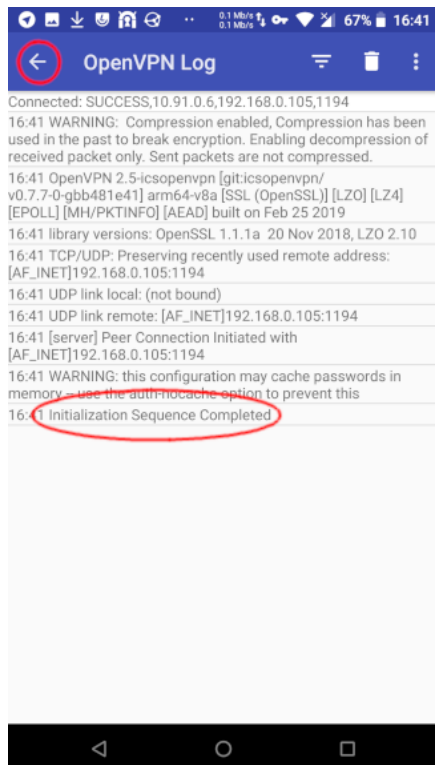 0.1 Mb/s
0.1 Mb/s
67%
16:41
OpenVPN Log
Connected: SUCCESS,10.91.0.6,192.168.0.105,1194
16:41 WARNING: Compression enabled, Compression has been
used in the past to break encryption. Enabling decompression of
received packet only. Sent packets are not compressed.
16:41 OpenVPN 2.5-icsopenvpn [git:icsopenvpn/
v0.7.7-0-gbb481e41] arm64-v8a [SSL (OpenSSL)] [LZO] [LZ4]
[EPOLL] [MH/PKTINFO] [AEAD] built on Feb 25 2019
16:41 library versions: OpenSSL 1.1.1a 20 Nov 2018, LZO 2.10
16:41 TCP/UDP: Preserving recently used remote address:
[AF_INET]192.168.0.105:1194
16:41 UDP link local: (not bound)
16:41 UDP link remote: [AF_INET]192.168.0.105:1194
16:41 [server] Peer Connection Initiated with
[AF_INET]192.168.0.105:1194
16:41 WARNING: this configuration may cache passwords in
memory -- use the auth-nocache option to prevent this
16:41 Initialization Sequence Completed